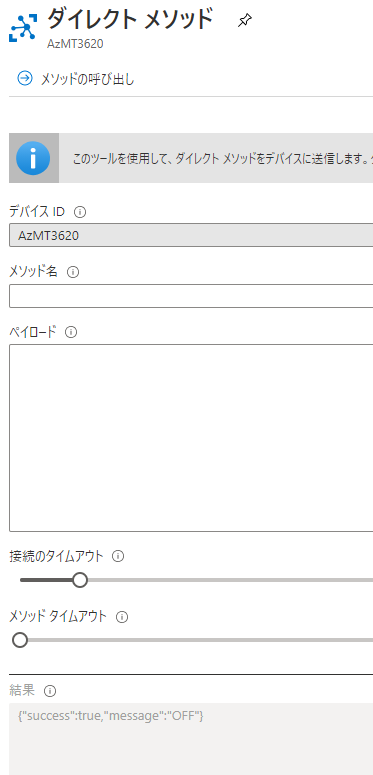 ダイレクト メソッド
AzMT3620
メソッドの呼び出し
このツールを使用して、ダイレクト メソッドをデバイスに送信します。
デバイス ID
AzMT3620
メソッド名
ペイロード
接続のタイムアウト
メソッド タイムアウト
結果
{"success":true,"message":"OFF"}